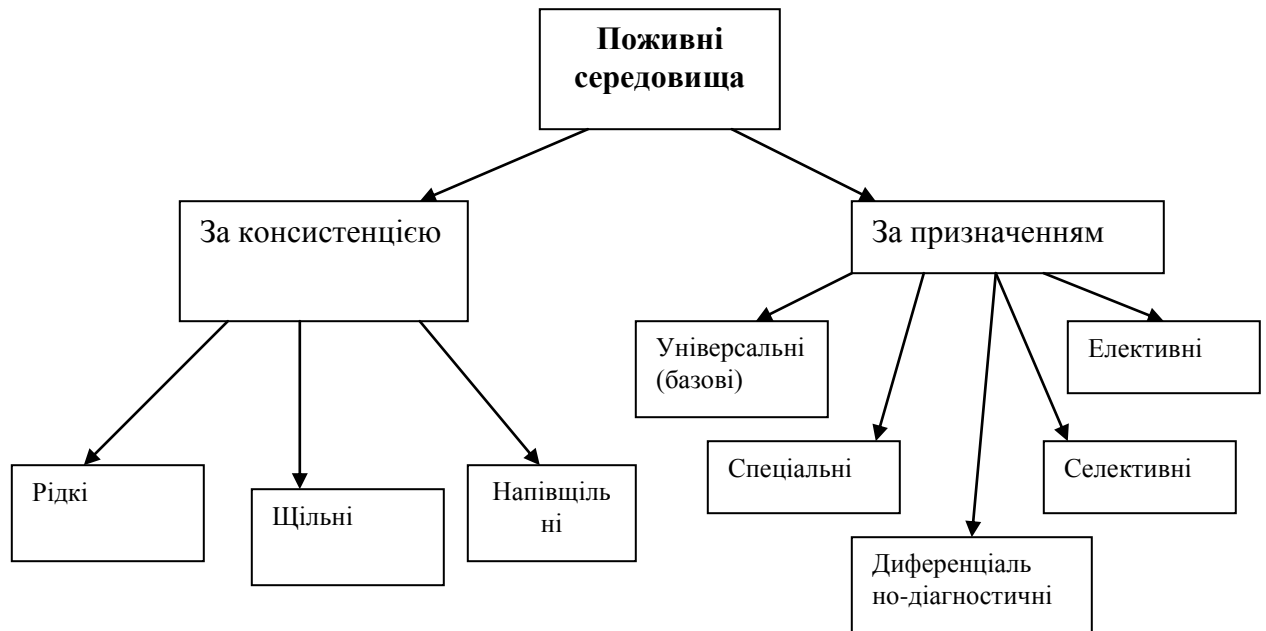 Поживні
середовища
За консистенцією
За призначенням
Універсальні
(базові)
Елективні
Спеціальні
Селективні
Рідкі
Щільні
Напівщіль
ні
Диференціаль
но-діагностичні